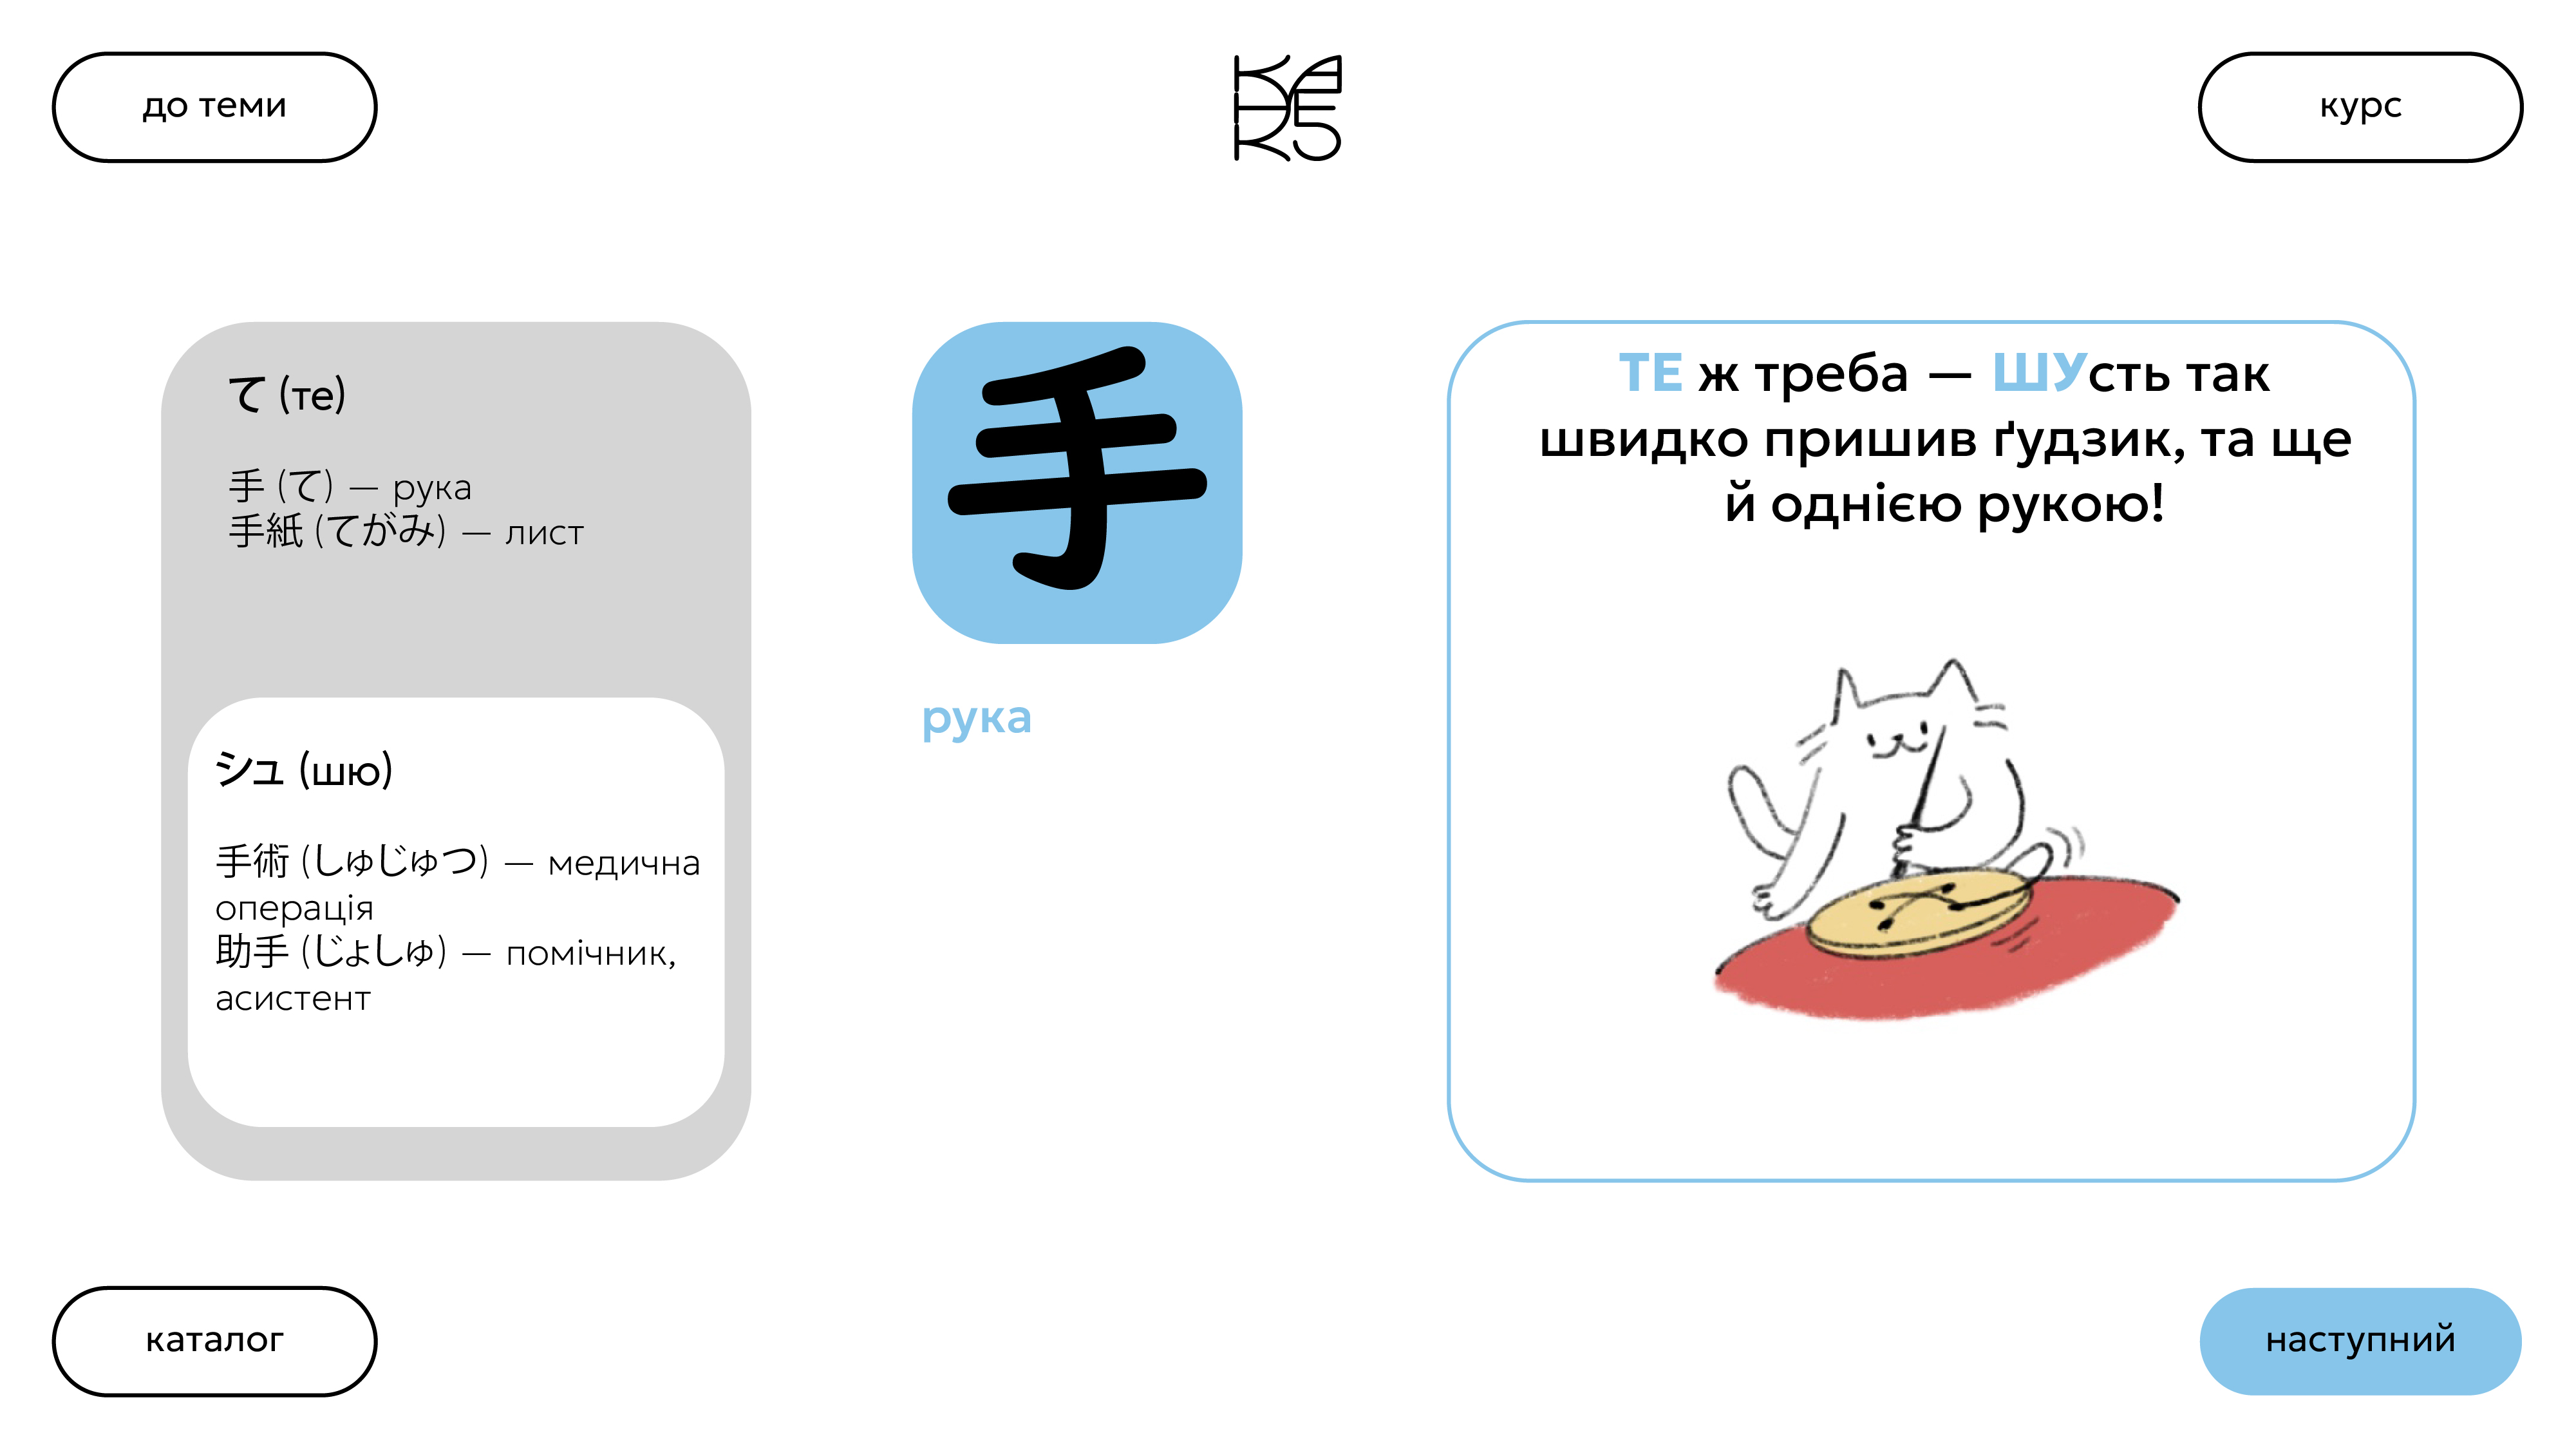 до теми
курс
て (те)
手 (て) — рука
手紙 (てがみ) — лист
シュ (шю)
手術 (しゅじゅつ) — медична
операція
助手 (じょしゅ) — помічник,
асистент
手
рука
ТЕ ж треба — ШУсть так
швидко пришив ґудзик, та ще
й однією рукою!
каталог
наступний